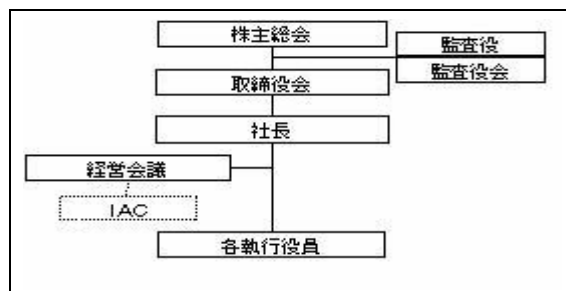 株主総会
監査役
監査役会
取締役会
社長
経営会議
IAC
各執行役員